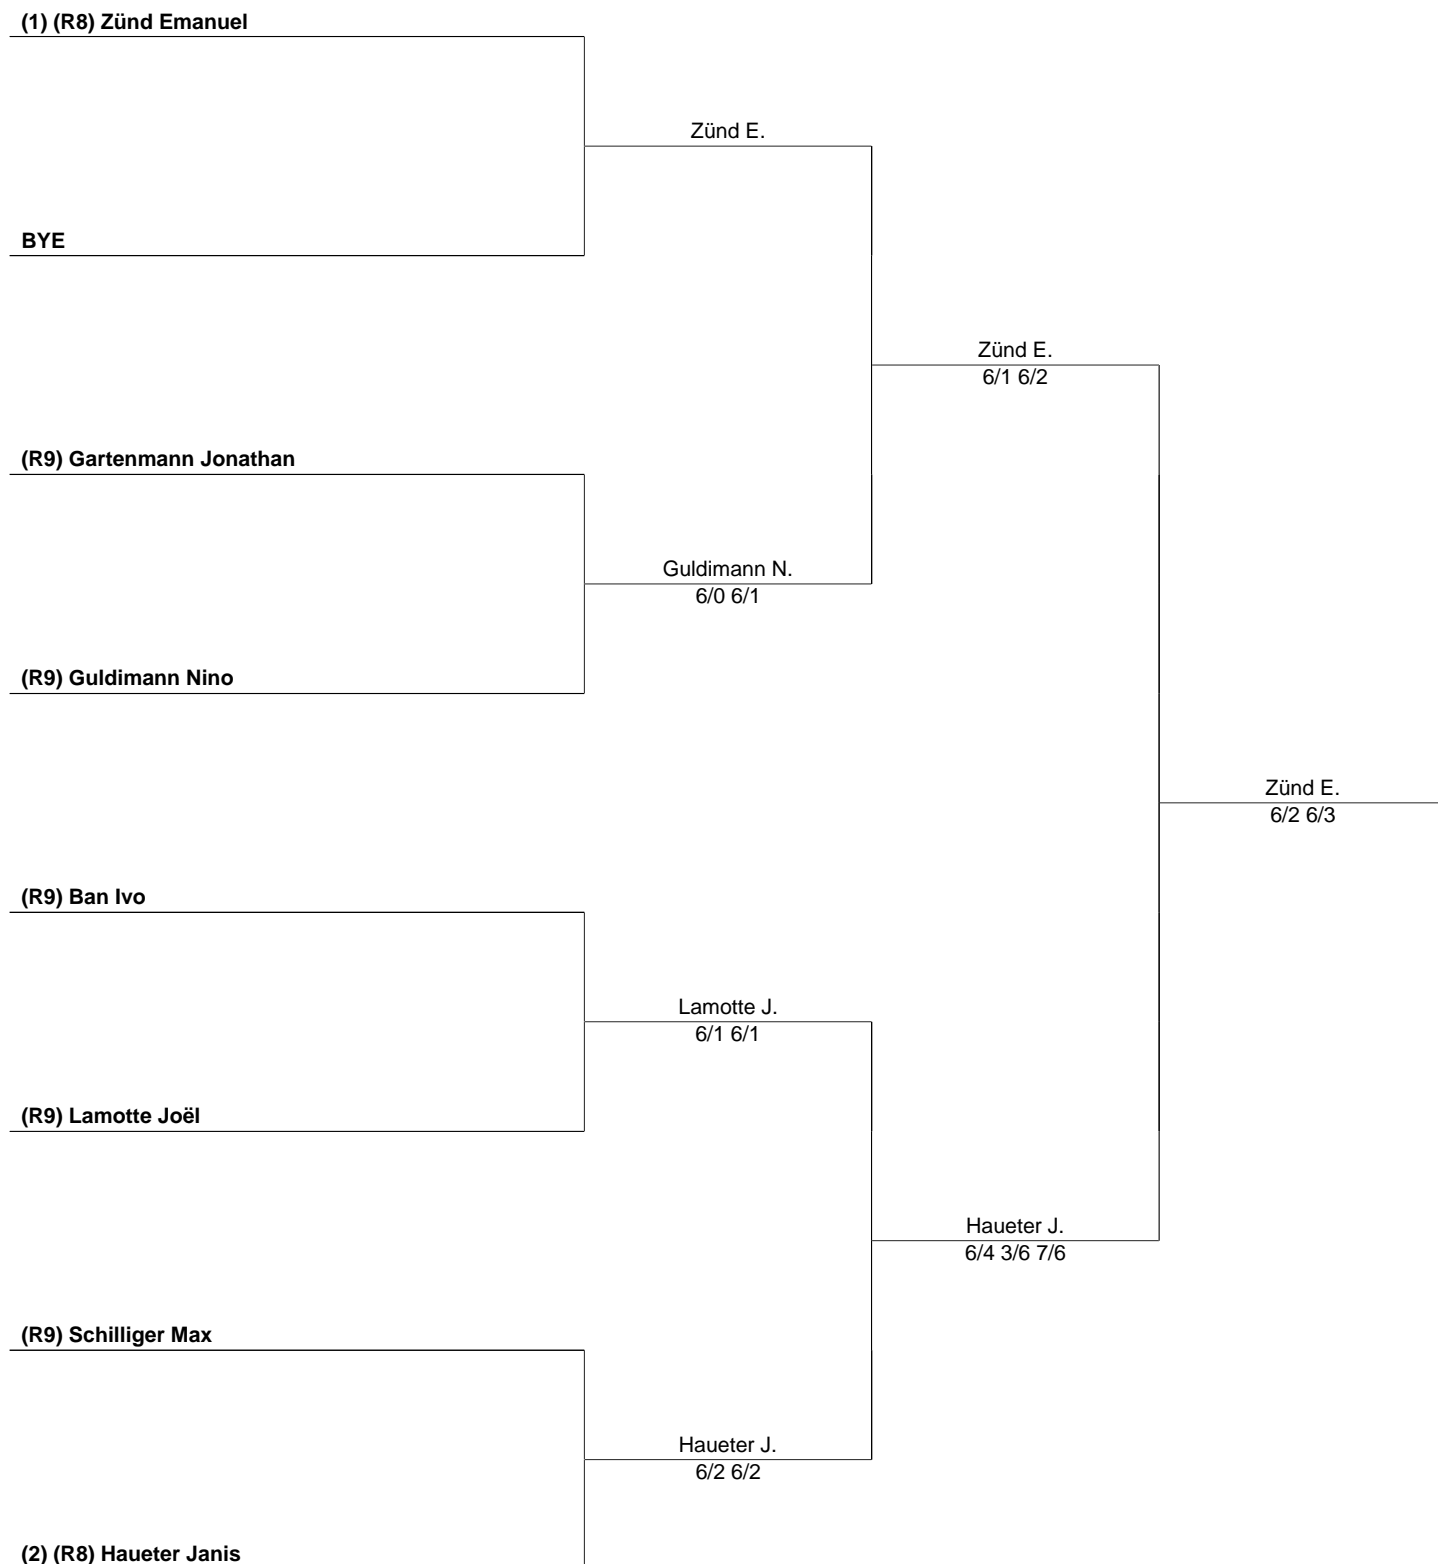 (1) (R8) Zünd Emanuel
Zünd E.
BYE
Zünd E.
6/1 6/2
(R9) Gartenmann Jonathan
Guldimann N.
6/0 6/1
(R9) Guldimann Nino
Zünd E.
6/2 6/3
(R9) Ban Ivo
Lamotte J.
6/1 6/1
(R9) Lamotte Joël
Haueter J.
6/4 3/6 7/6
(R9) Schilliger Max
Haueter J.
6/2 6/2
(2) (R8) Haueter Janis